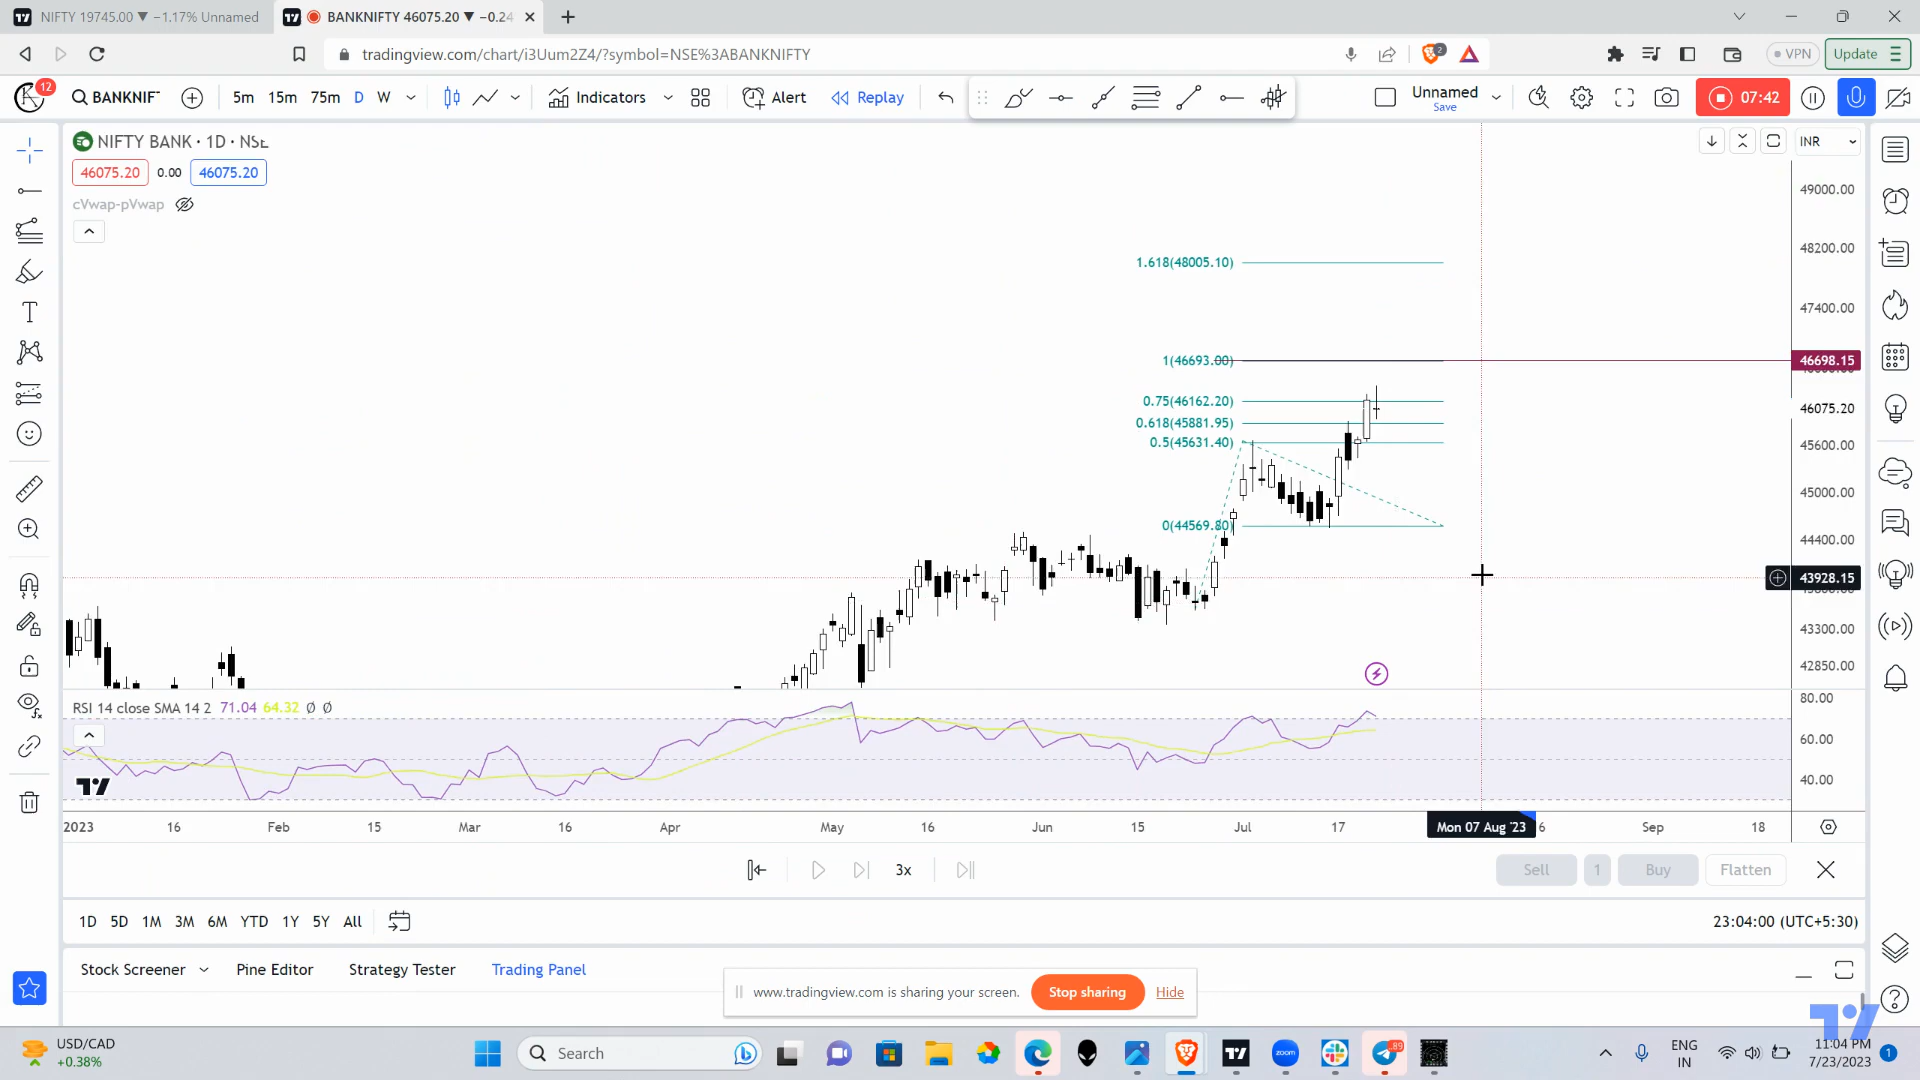 NIFTY 19745.00 ▼ −1.17% Unnamed
BANKNIFTY 46075.20 ▼ −0.24
tradingview.com/chart/i3Uum2Z4/?symbol=NSE%3ABANKNIFTY
2
VPN
Update
12
BANKNIF
5m 15m 75m D W
Indicators
Alert
Replay
Unnamed
Save
07:42
NIFTY BANK · 1D · NSE
INR
46075.20 0.00 46075.20
cVwap-pVwap
49000.00
48200.00
47400.00
46698.15
46075.20
45600.00
45000.00
44400.00
43928.15
43300.00
42850.00
1.618(48005.10)
1(46693.00)
0.75(46162.20)
0.618(45881.95)
0.5(45631.40)
0(44569.80)
RSI 14 close SMA 14 2 71.04 64.32 Ø Ø
80.00
60.00
40.00
2023 16 Feb 15 Mar 16 Apr May 16 Jun 15 Jul 17 Mon 07 Aug '23 6 Sep 18
3x
Sell 1 Buy Flatten
1D 5D 1M 3M 6M YTD 1Y 5Y All
23:04:00 (UTC+5:30)
Stock Screener Pine Editor Strategy Tester Trading Panel
www.tradingview.com is sharing your screen. Stop sharing Hide
USD/CAD
+0.38%
Search
zoom
89
ENG
IN
11:04 PM
7/23/2023
1